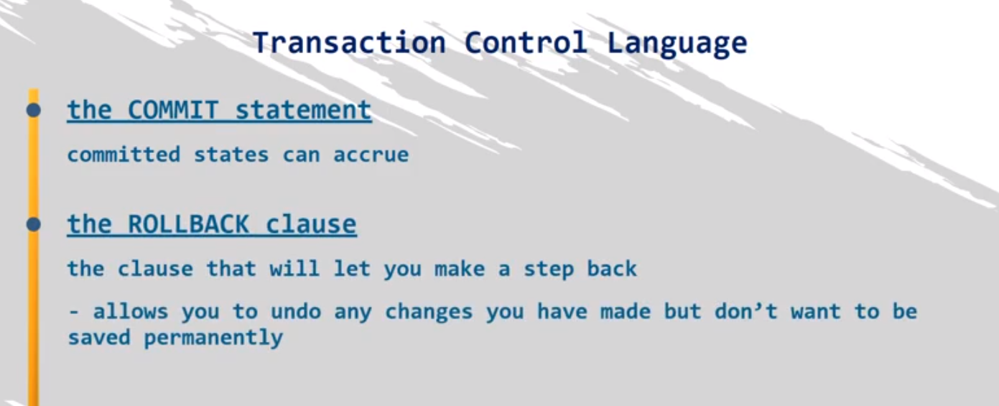 Transaction Control Language
the COMMIT statement
committed states can accrue
the ROLLBACK clause
the clause that will let you make a step back
- allows you to undo any changes you have made but don’t want to be
saved permanently